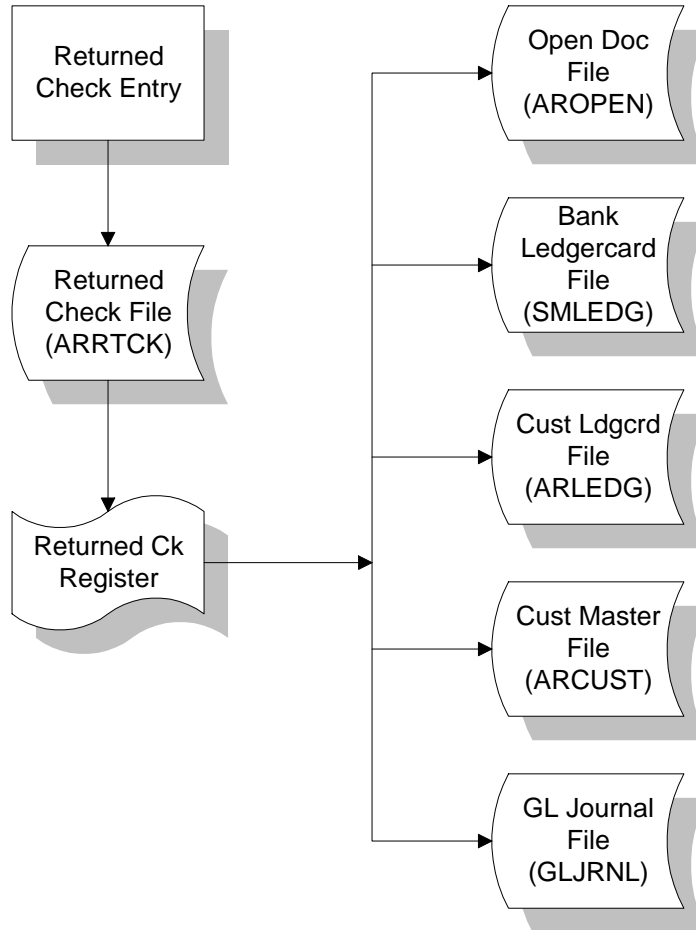 Returned
Check Entry
Returned
Check File
(ARRTCK)
Returned Ck
Register
Open Doc
File
(AROPEN)
Bank
Ledgercard
File
(SMLEDG)
Cust Ldgcrd
File
(ARLEDG)
Cust Master
File
(ARCUST)
GL Journal
File
(GLJRNL)